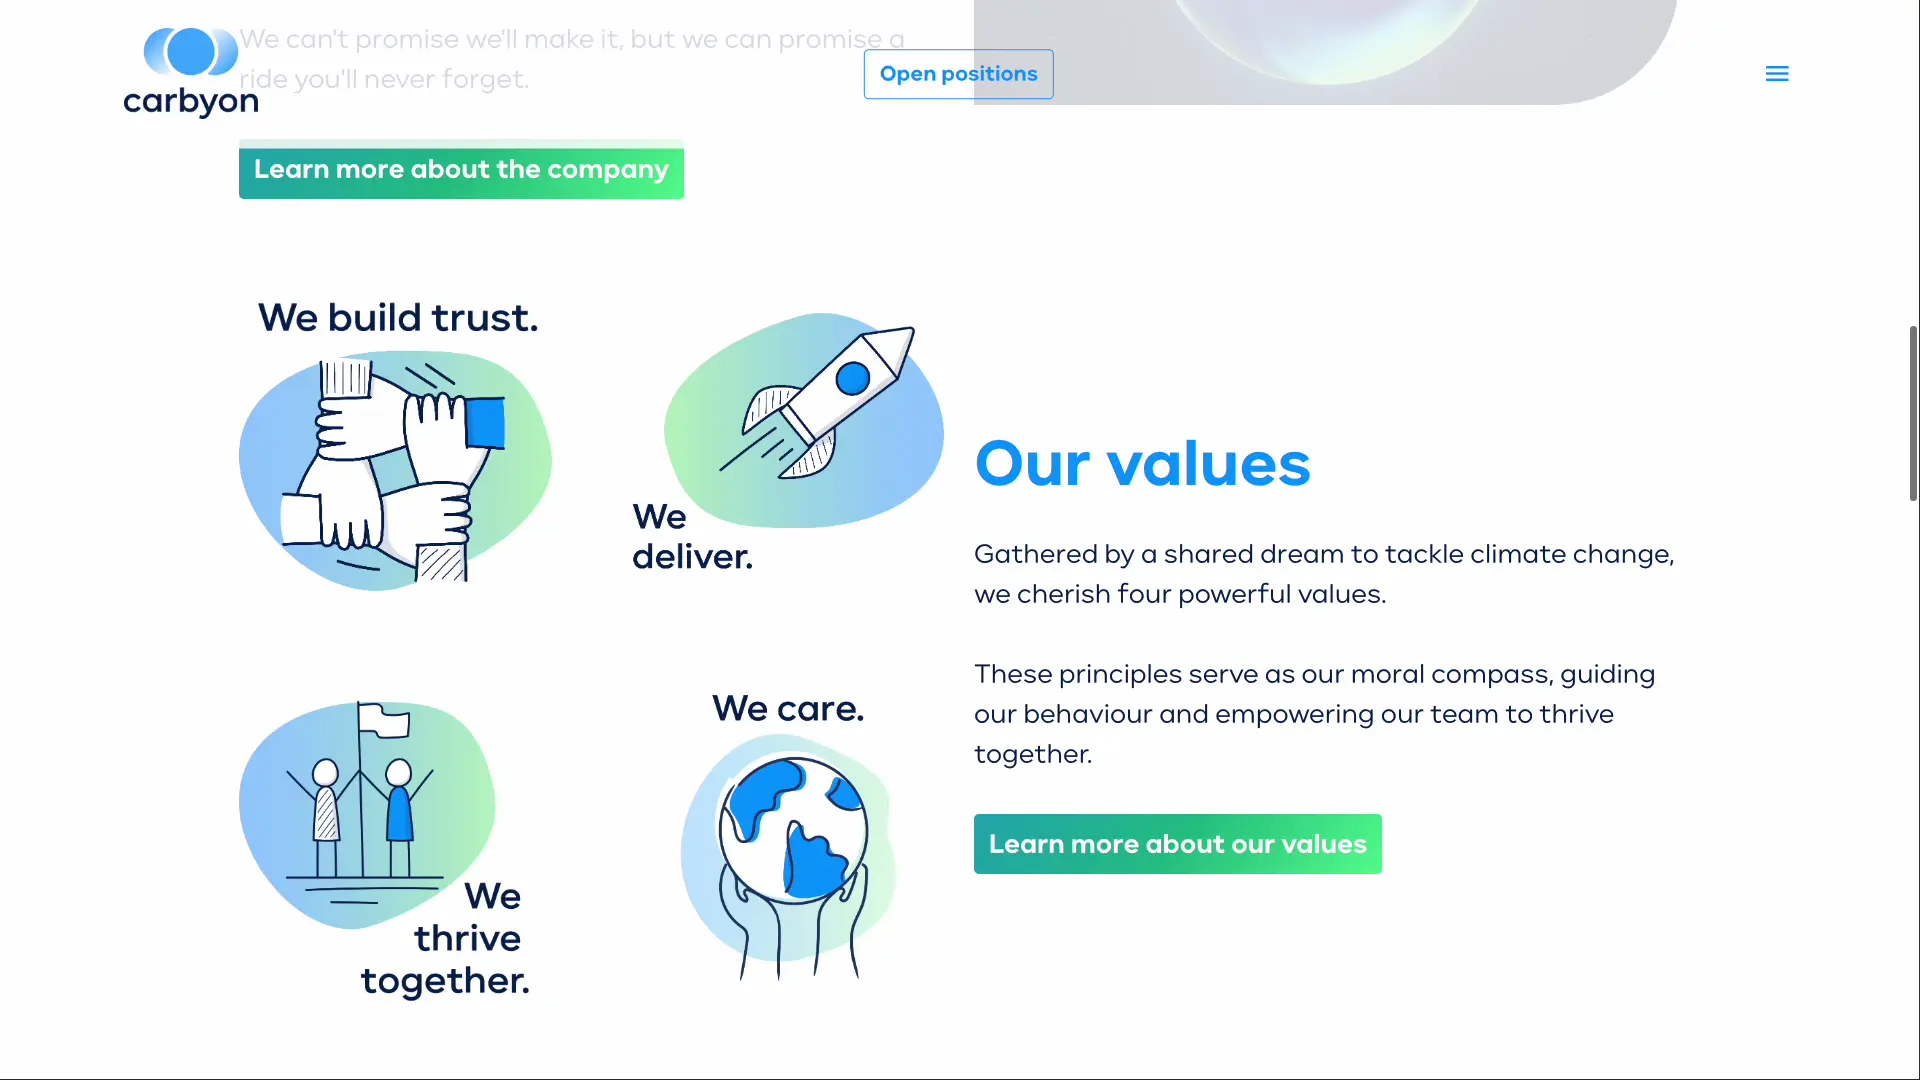 We can't promise we'll make it, but we can promise a
ride you'll never forget.
carbyon
Open positions
Learn more about the company
We build trust.
We
deliver.
We
thrive
together.
We care.
Our values
Gathered by a shared dream to tackle climate change,
we cherish four powerful values.
These principles serve as our moral compass, guiding
our behaviour and empowering our team to thrive
together.
Learn more about our values